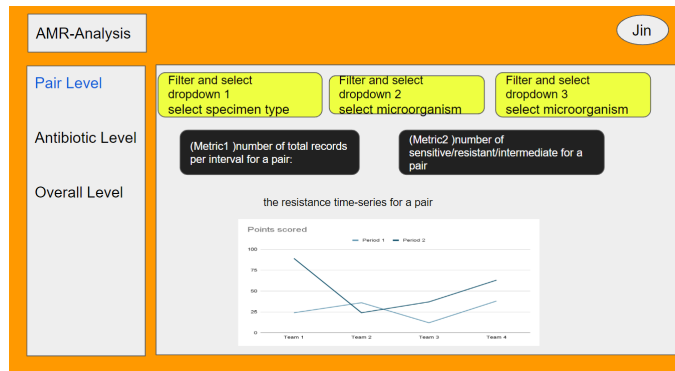 AMR-Analysis
Jin
Pair Level
Antibiotic Level
Overall Level
Filter and select
dropdown 1
select specimen type
Filter and select
dropdown 2
select microorganism
Filter and select
dropdown 3
select microorganism
(Metric1 )number of total records
per interval for a pair:
(Metric2 )number of
sensitive/resistant/intermediate for a
pair
the resistance time-series for a pair
Points scored
Period 1
Period 2
100
75
50
25
0
Team 1
Team 2
Team 3
Team 4